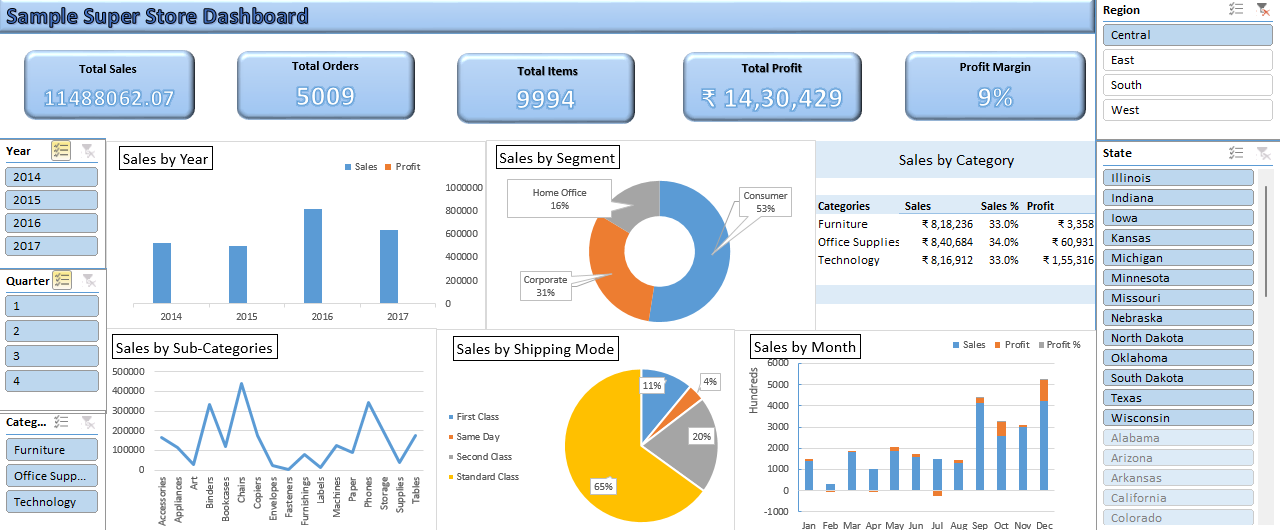 Sample Super Store Dashboard
Total Sales
11488062.07
Total Orders
5009
Total Items
9994
Total Profit
₹ 14,30,429
Profit Margin
9%
Region
Central
East
South
West
Year
2014
2015
2016
2017
Quarter
1
2
3
4
Categ...
Furniture
Office Supp...
Technology
Sales by Year
Sales Profit
1000000
800000
600000
400000
200000
0
2014 2015 2016 2017
Sales by Segment
Home Office
16%
Consumer
53%
Corporate
31%
Sales by Category
Categories Sales Sales % Profit
Furniture ₹ 8,18,236 33.0% ₹ 3,358
Office Supplies ₹ 8,40,684 34.0% ₹ 60,931
Technology ₹ 8,16,912 33.0% ₹ 1,55,316
State
Illinois
Indiana
Iowa
Kansas
Michigan
Minnesota
Missouri
Nebraska
North Dakota
Oklahoma
South Dakota
Texas
Wisconsin
Alabama
Arizona
Arkansas
California
Colorado
Sales by Sub-Categories
500000
400000
300000
200000
100000
0
Accessories
Appliances
Art
Binders
Bookcases
Chairs
Copiers
Envelopes
Fasteners
Furnishings
Labels
Machines
Paper
Phones
Storage
Supplies
Tables
Sales by Shipping Mode
First Class
Same Day
Second Class
Standard Class
11%
4%
20%
65%
Sales by Month
Sales Profit Profit %
Hundreds
6000
5000
4000
3000
2000
1000
0
-1000
Jan Feb Mar Apr May Jun Jul Aug Sep Oct Nov Dec